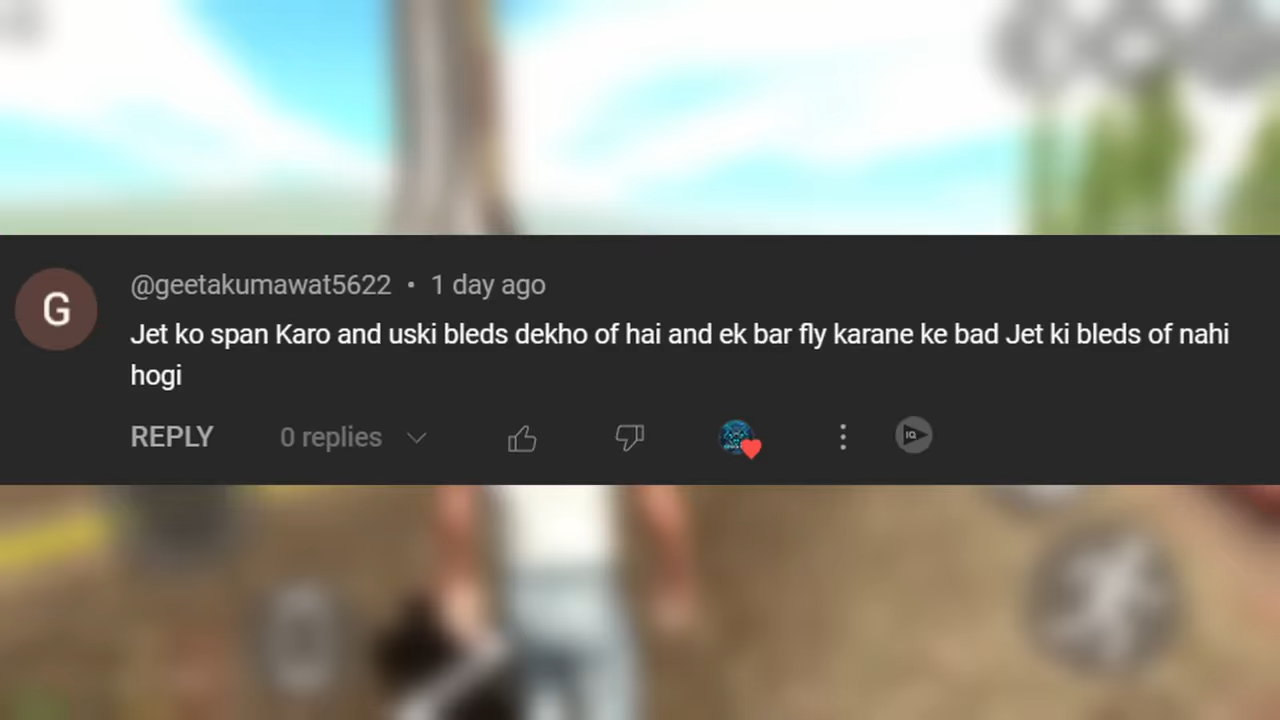 G
@geetakumawat5622 • 1 day ago
Jet ko span Karo and uski bleds dekho of hai and ek bar fly karane ke bad Jet ki bleds of nahi
hogi
REPLY 0 replies
IQ